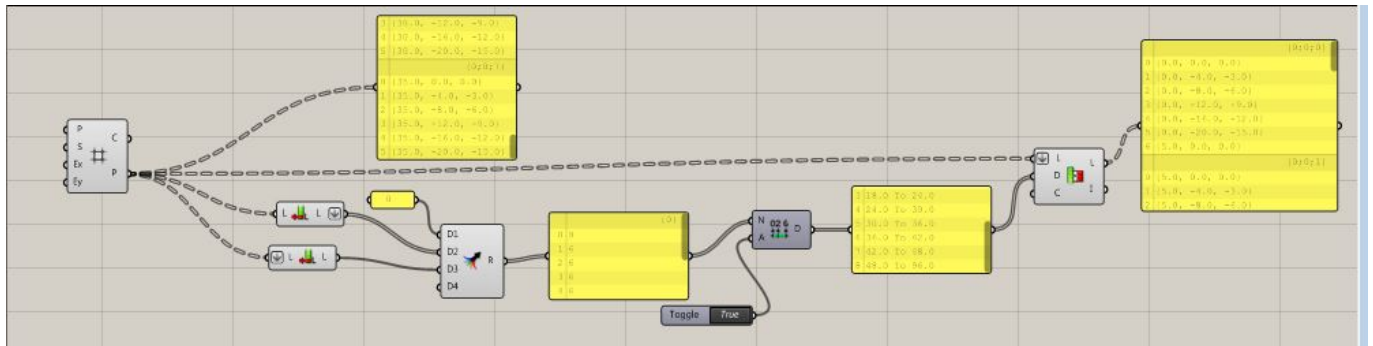 3 (30.0, -12.0, -9.0)
4 (30.0, -16.0, -12.0)
5 (30.0, -20.0, -15.0)
{0;0;7}
0 (35.0, 0.0, 0.0)
1 (35.0, -4.0, -3.0)
2 (35.0, -8.0, -6.0)
3 (35.0, -12.0, -9.0)
4 (35.0, -16.0, -12.0)
5 (35.0, -20.0, -15.0)
P
S
Ex
Ey
C
P
L L
L L
0
D1
D2
D3
D4
R
{0}
0 0
1 6
2 6
3 6
4 6
N
A
02 6
D
Toggle True
3 18.0 To 24.0
4 24.0 To 30.0
5 30.0 To 36.0
6 36.0 To 42.0
7 42.0 To 48.0
8 48.0 To 96.0
L
D
C
L
I
{0;0;0}
0 (0.0, 0.0, 0.0)
1 (0.0, -4.0, -3.0)
2 (0.0, -8.0, -6.0)
3 (0.0, -12.0, -9.0)
4 (0.0, -16.0, -12.0)
5 (0.0, -20.0, -15.0)
6 (5.0, 0.0, 0.0)
{0;0;1}
0 (5.0, 0.0, 0.0)
1 (5.0, -4.0, -3.0)
2 (5.0, -8.0, -6.0)